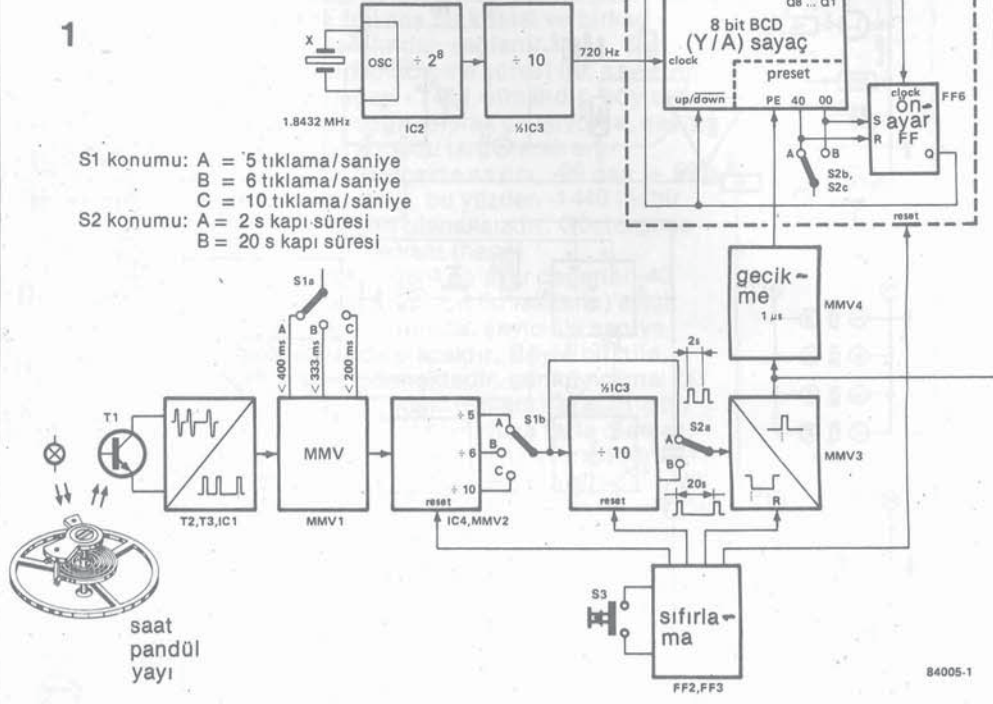 1
Q8 ... Q1
8 bit BCD
(Y/A) sayaç
clock
preset
up/down
PE 40 00
X
OSC ÷ 2⁸
÷ 10
720 Hz
1.8432 MHz
IC2
½IC3
clock
ön-
ayar
FF
S
R
Q
FF6
A
B
S2b,
S2c
reset
S1 konumu: A = 5 tıklama/saniye
B = 6 tıklama/saniye
C = 10 tıklama/saniye
S2 konumu: A = 2 s kapı süresi
B = 20 s kapı süresi
S1a
A
B
C
< 400 ms
< 333 ms
< 200 ms
gecik-
me
1 µs
MMV4
2s
T1
MMV
÷ 5
÷ 6
÷ 10
reset
A
B
C
S1b
½IC3
÷ 10
reset
A
B
S2a
20s
R
MMV3
T2,T3,IC1
MMV1
IC4,MMV2
S3
sıfırla-
ma
FF2,FF3
saat
pandül
yayı
84005-1